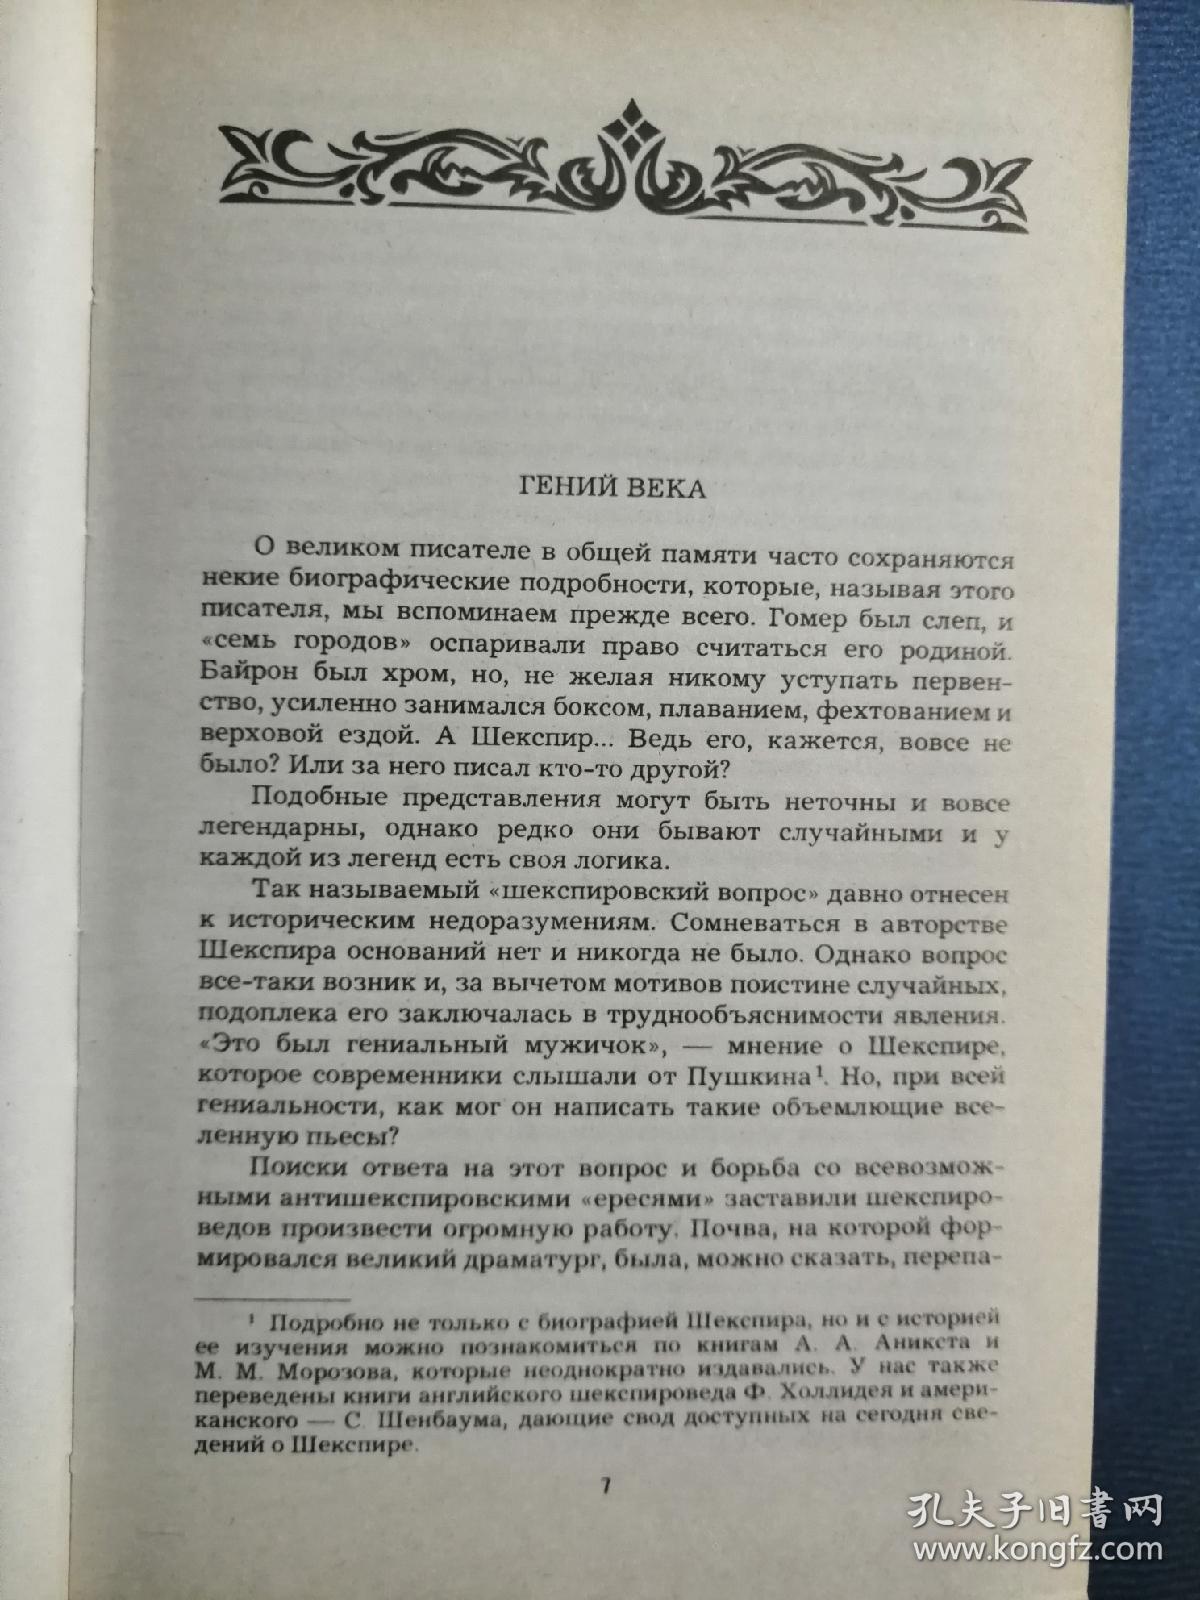 ГЕНИЙ ВЕКА
О великом писателе в общей памяти часто сохраняются
некие биографические подробности, которые, называя этого
писателя, мы вспоминаем прежде всего. Гомер был слеп, и
«семь городов» оспаривали право считаться его родиной.
Байрон был хром, но, не желая никому уступать первен-
ство, усиленно занимался боксом, плаванием, фехтованием и
верховой ездой. А Шекспир... Ведь его, кажется, вовсе не
было? Или за него писал кто-то другой?
Подобные представления могут быть неточны и вовсе
легендарны, однако редко они бывают случайными и у
каждой из легенд есть своя логика.
Так называемый «шекспировский вопрос» давно отнесен
к историческим недоразумениям. Сомневаться в авторстве
Шекспира оснований нет и никогда не было. Однако вопрос
все-таки возник и, за вычетом мотивов поистине случайных,
подоплека его заключалась в труднообъяснимости явления.
«Это был гениальный мужичок», — мнение о Шекспире,
которое современники слышали от Пушкина¹. Но, при всей
гениальности, как мог он написать такие объемлющие все-
ленную пьесы?
Поиски ответа на этот вопрос и борьба со всевозмож-
ными антишекспировскими «ересями» заставили шекспиро-
ведов произвести огромную работу. Почва, на которой фор-
мировался великий драматург, была, можно сказать, перепа-
¹ Подробно не только с биографией Шекспира, но и с историей
ее изучения можно познакомиться по книгам А. А. Аникста и
М. М. Морозова, которые неоднократно издавались. У нас также
переведены книги английского шекспироведа Ф. Холлидея и амери-
канского — С. Шенбаума, дающие свод доступных на сегодня све-
дений о Шекспире.
7
孔夫子旧書网
www.kongfz.com